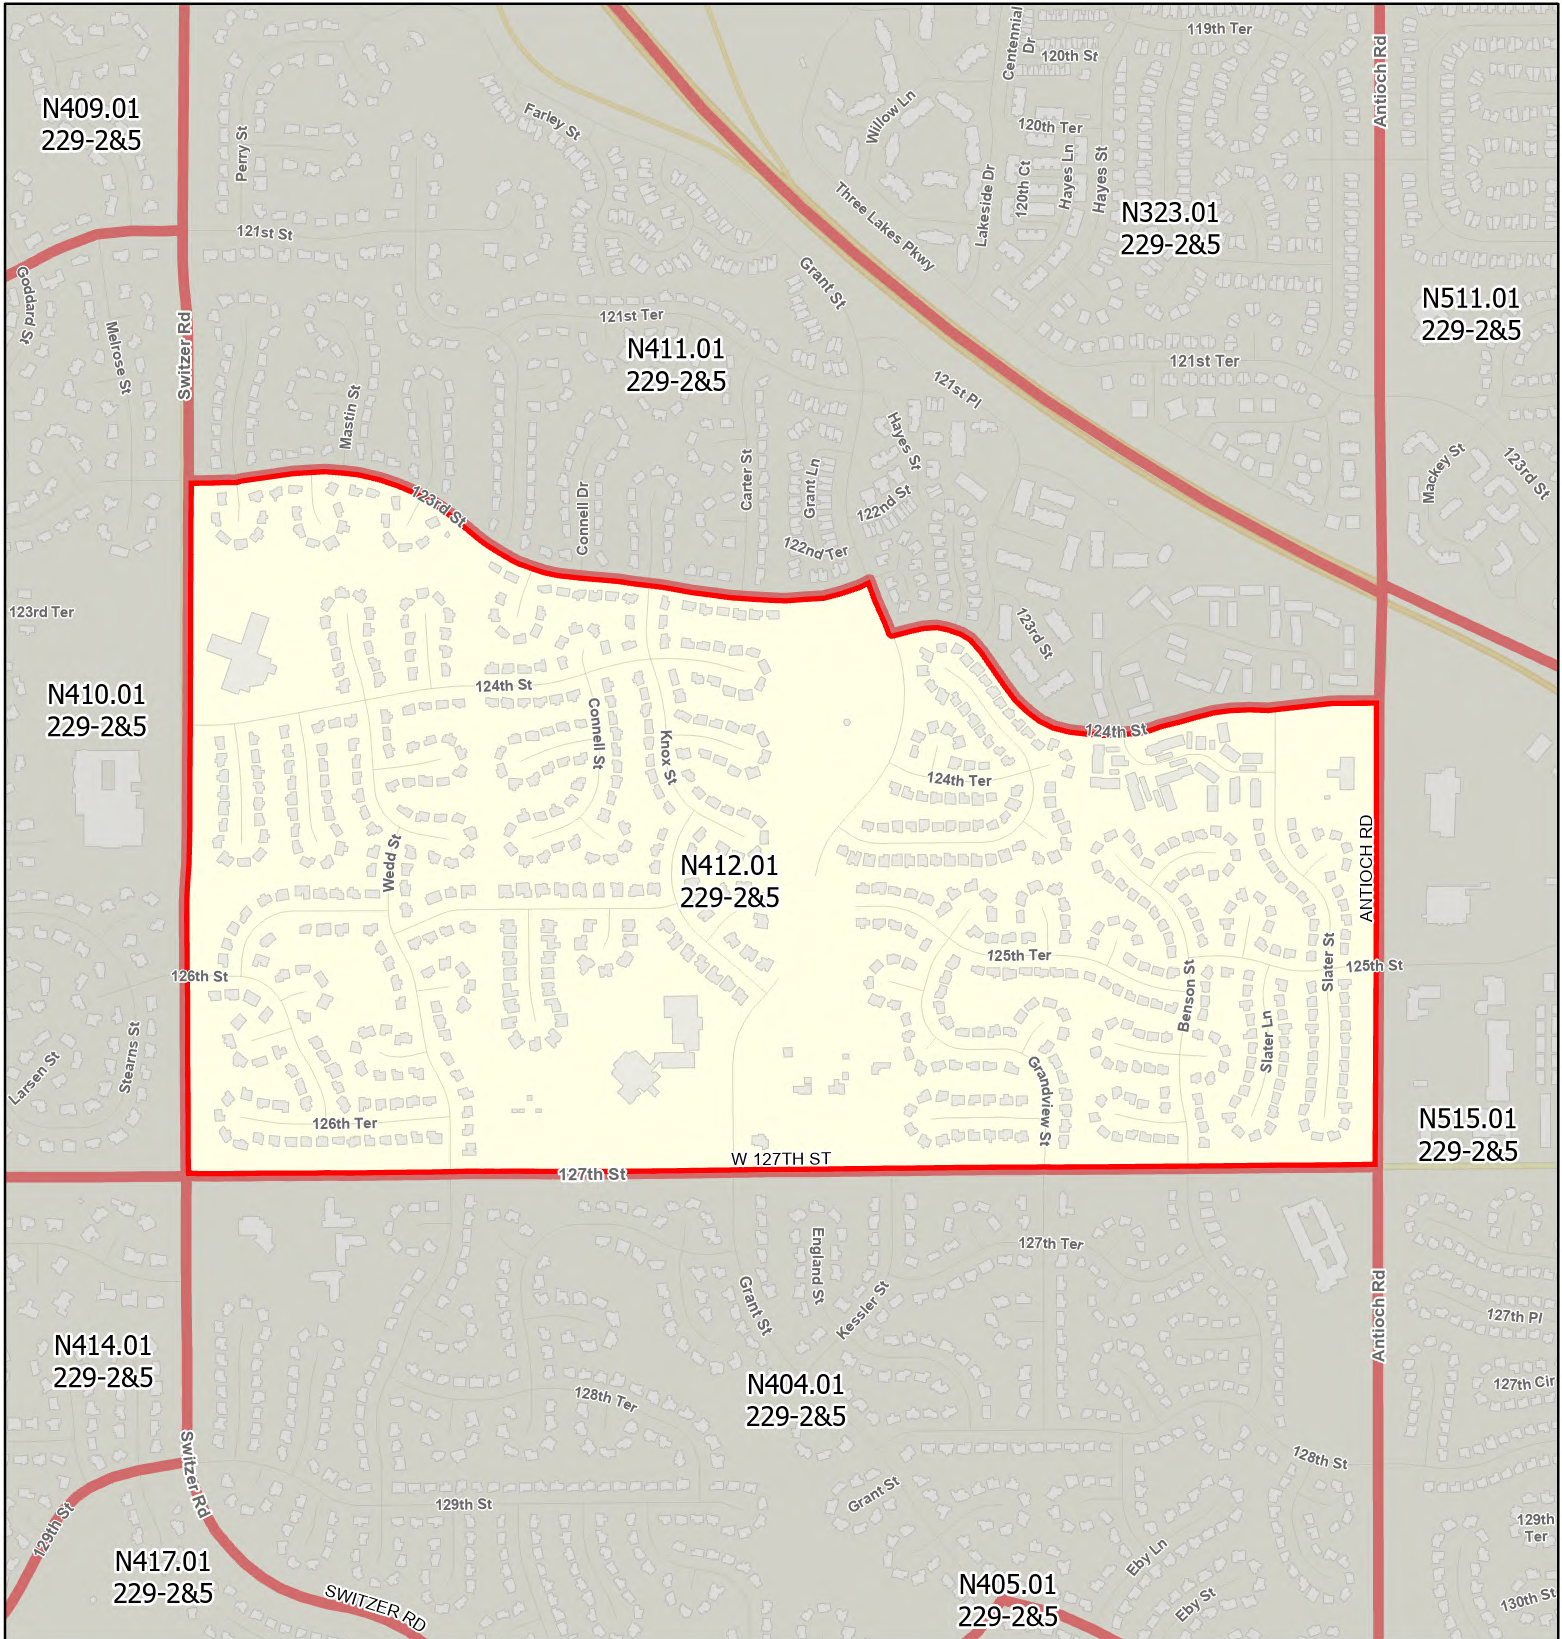 119th Ter
Centennial
Dr
120th St
Antioch Rd
N409.01
229-2&5
Farley St
Willow Ln
Perry St
120th Ter
Hayes Ln
Hayes St
120th Ct
Lakeside Dr
Three Lakes Pkwy
N323.01
229-2&5
121st St
Goddard St
Grant St
N511.01
229-2&5
Melrose St
Switzer Rd
121st Ter
N411.01
229-2&5
121st Ter
121st Pl
Mastin St
Hayes St
Carter St
Grant Ln
Connell Dr
122nd St
122nd Ter
Mackey St
123rd St
123rd St
123rd Ter
123rd St
N410.01
229-2&5
124th St
Connell St
Knox St
124th St
124th Ter
Wedd St
N412.01
229-2&5
ANTIOCH RD
126th St
125th Ter
Benson St
Slater St
125th St
Slater Ln
Larsen St
Stearns St
Grandview St
126th Ter
N515.01
229-2&5
W 127TH ST
127th St
England St
127th Ter
Grant St
Kessler St
Antioch Rd
127th Pl
N414.01
229-2&5
127th Cir
N404.01
229-2&5
128th Ter
128th St
Switzer Rd
Grant St
129th St
129th St
129th
Ter
N417.01
229-2&5
SWITZER RD
Eby Ln
N405.01
229-2&5
Eby St
130th St